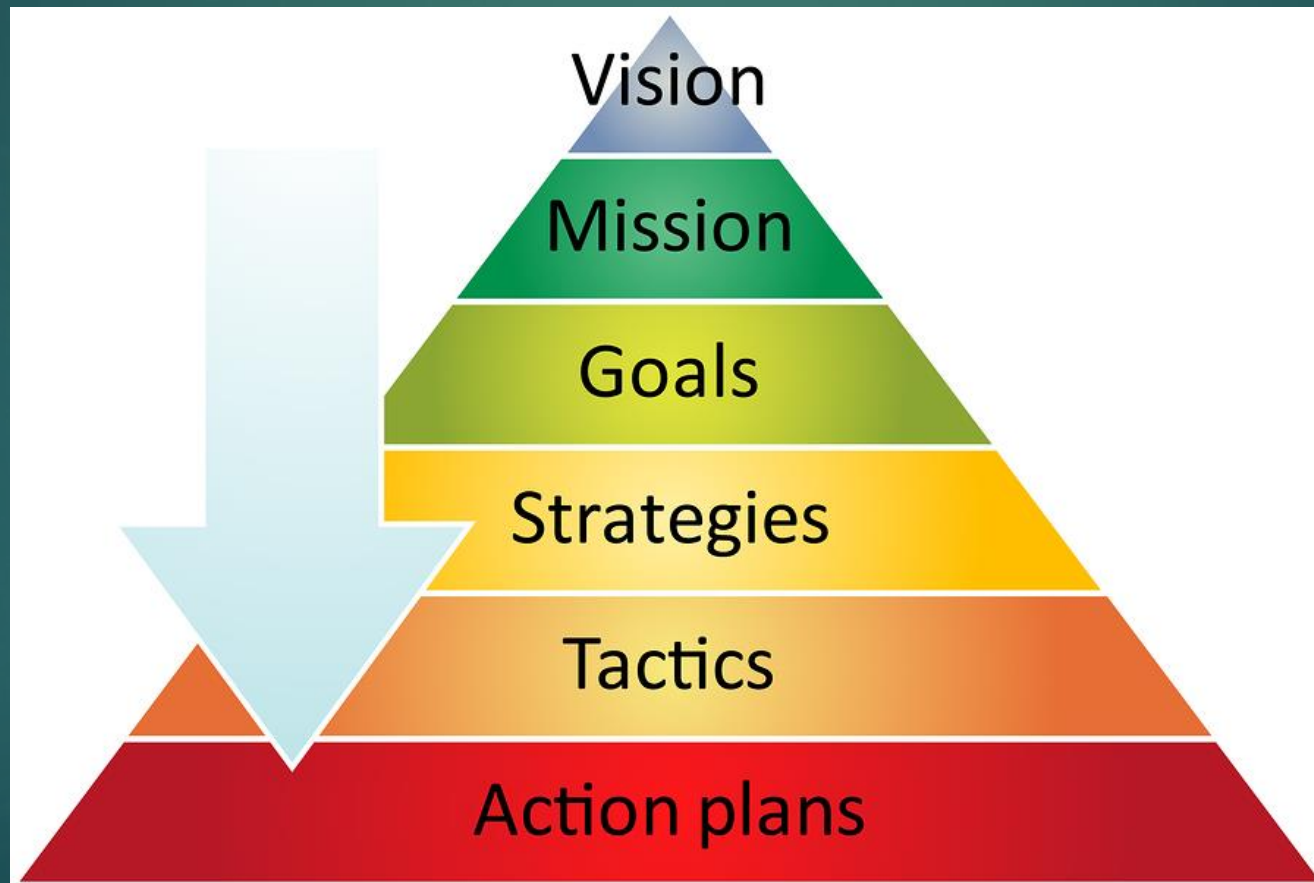 Vision
Mission
Goals
Strategies
Tactics
Action plans